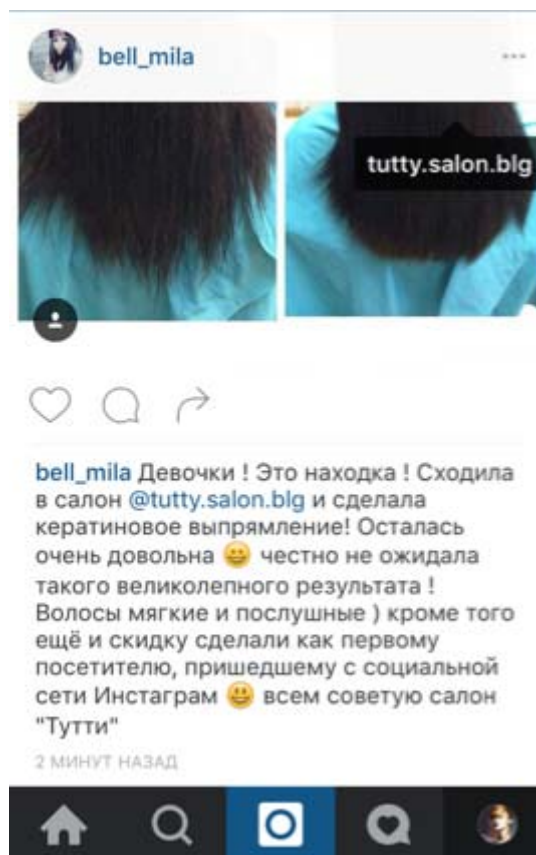 bell_mila
tutty.salon.blg
bell_mila Девочки ! Это находка ! Сходила
в салон @tutty.salon.blg и сделала
кератиновое выпрямление! Осталась
очень довольна 😀 честно не ожидала
такого великолепного результата !
Волосы мягкие и послушные ) кроме того
ещё и скидку сделали как первому
посетителю, пришедшему с социальной
сети Инстаграм 😀 всем советую салон
"Тутти"
2 МИНУТ НАЗАД